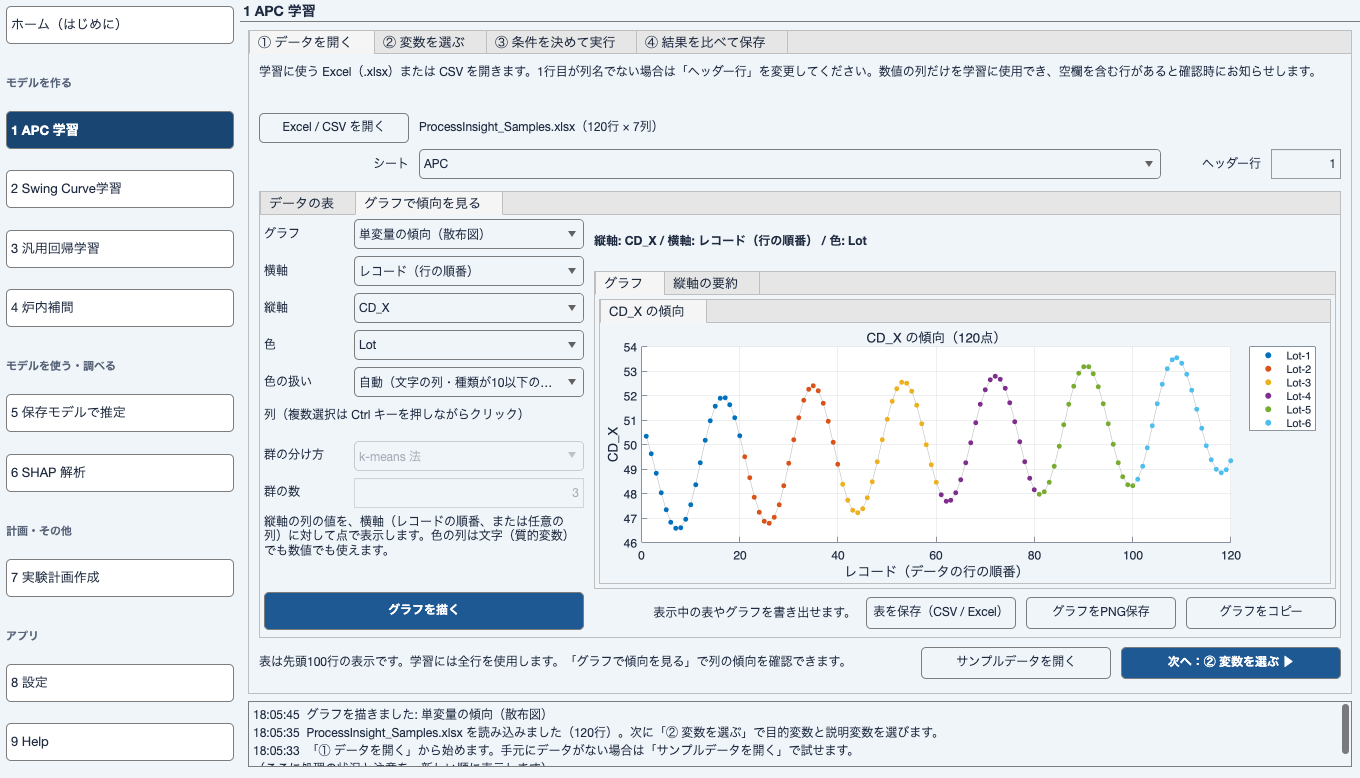 ホーム（はじめに）
モデルを作る
1 APC 学習
2 Swing Curve学習
3 汎用回帰学習
4 炉内補間
モデルを使う・調べる
5 保存モデルで推定
6 SHAP 解析
計画・その他
7 実験計画作成
アプリ
8 設定
9 Help
1 APC 学習
① データを開く
② 変数を選ぶ
③ 条件を決めて実行
④ 結果を比べて保存
学習に使う Excel（.xlsx）または CSV を開きます。1行目が列名でない場合は「ヘッダー行」を変更してください。数値の列だけを学習に使用でき、空欄を含む行があると確認時にお知らせします。
Excel / CSV を開く
ProcessInsight_Samples.xlsx（120行 × 7列）
シート
APC
ヘッダー行
1
データの表
グラフで傾向を見る
グラフ
単変量の傾向（散布図）
横軸
レコード（行の順番）
縦軸
CD_X
色
Lot
色の扱い
自動（文字の列・種類が10以下の...
列（複数選択は Ctrl キーを押しながらクリック）
群の分け方
k-means 法
群の数
3
縦軸の列の値を、横軸（レコードの順番、または任意の
列）に対して点で表示します。色の列は文字（質的変数）
でも数値でも使えます。
グラフを描く
縦軸: CD_X / 横軸: レコード（行の順番） / 色: Lot
グラフ
縦軸の要約
CD_X の傾向
CD_X の傾向（120点）
54
53
52
51
50
49
48
47
46
CD_X
0
20
40
60
80
100
120
レコード（データの行の順番）
Lot-1
Lot-2
Lot-3
Lot-4
Lot-5
Lot-6
表示中の表やグラフを書き出せます。
表を保存（CSV / Excel）
グラフをPNG保存
グラフをコピー
表は先頭100行の表示です。学習には全行を使用します。「グラフで傾向を見る」で列の傾向を確認できます。
サンプルデータを開く
次へ：② 変数を選ぶ ▶
18:05:45 グラフを描きました: 単変量の傾向（散布図）
18:05:35 ProcessInsight_Samples.xlsx を読み込みました（120行）。次に「② 変数を選ぶ」で目的変数と説明変数を選びます。
18:05:33 「① データを開く」から始めます。手元にデータがない場合は「サンプルデータを開く」で試せます。